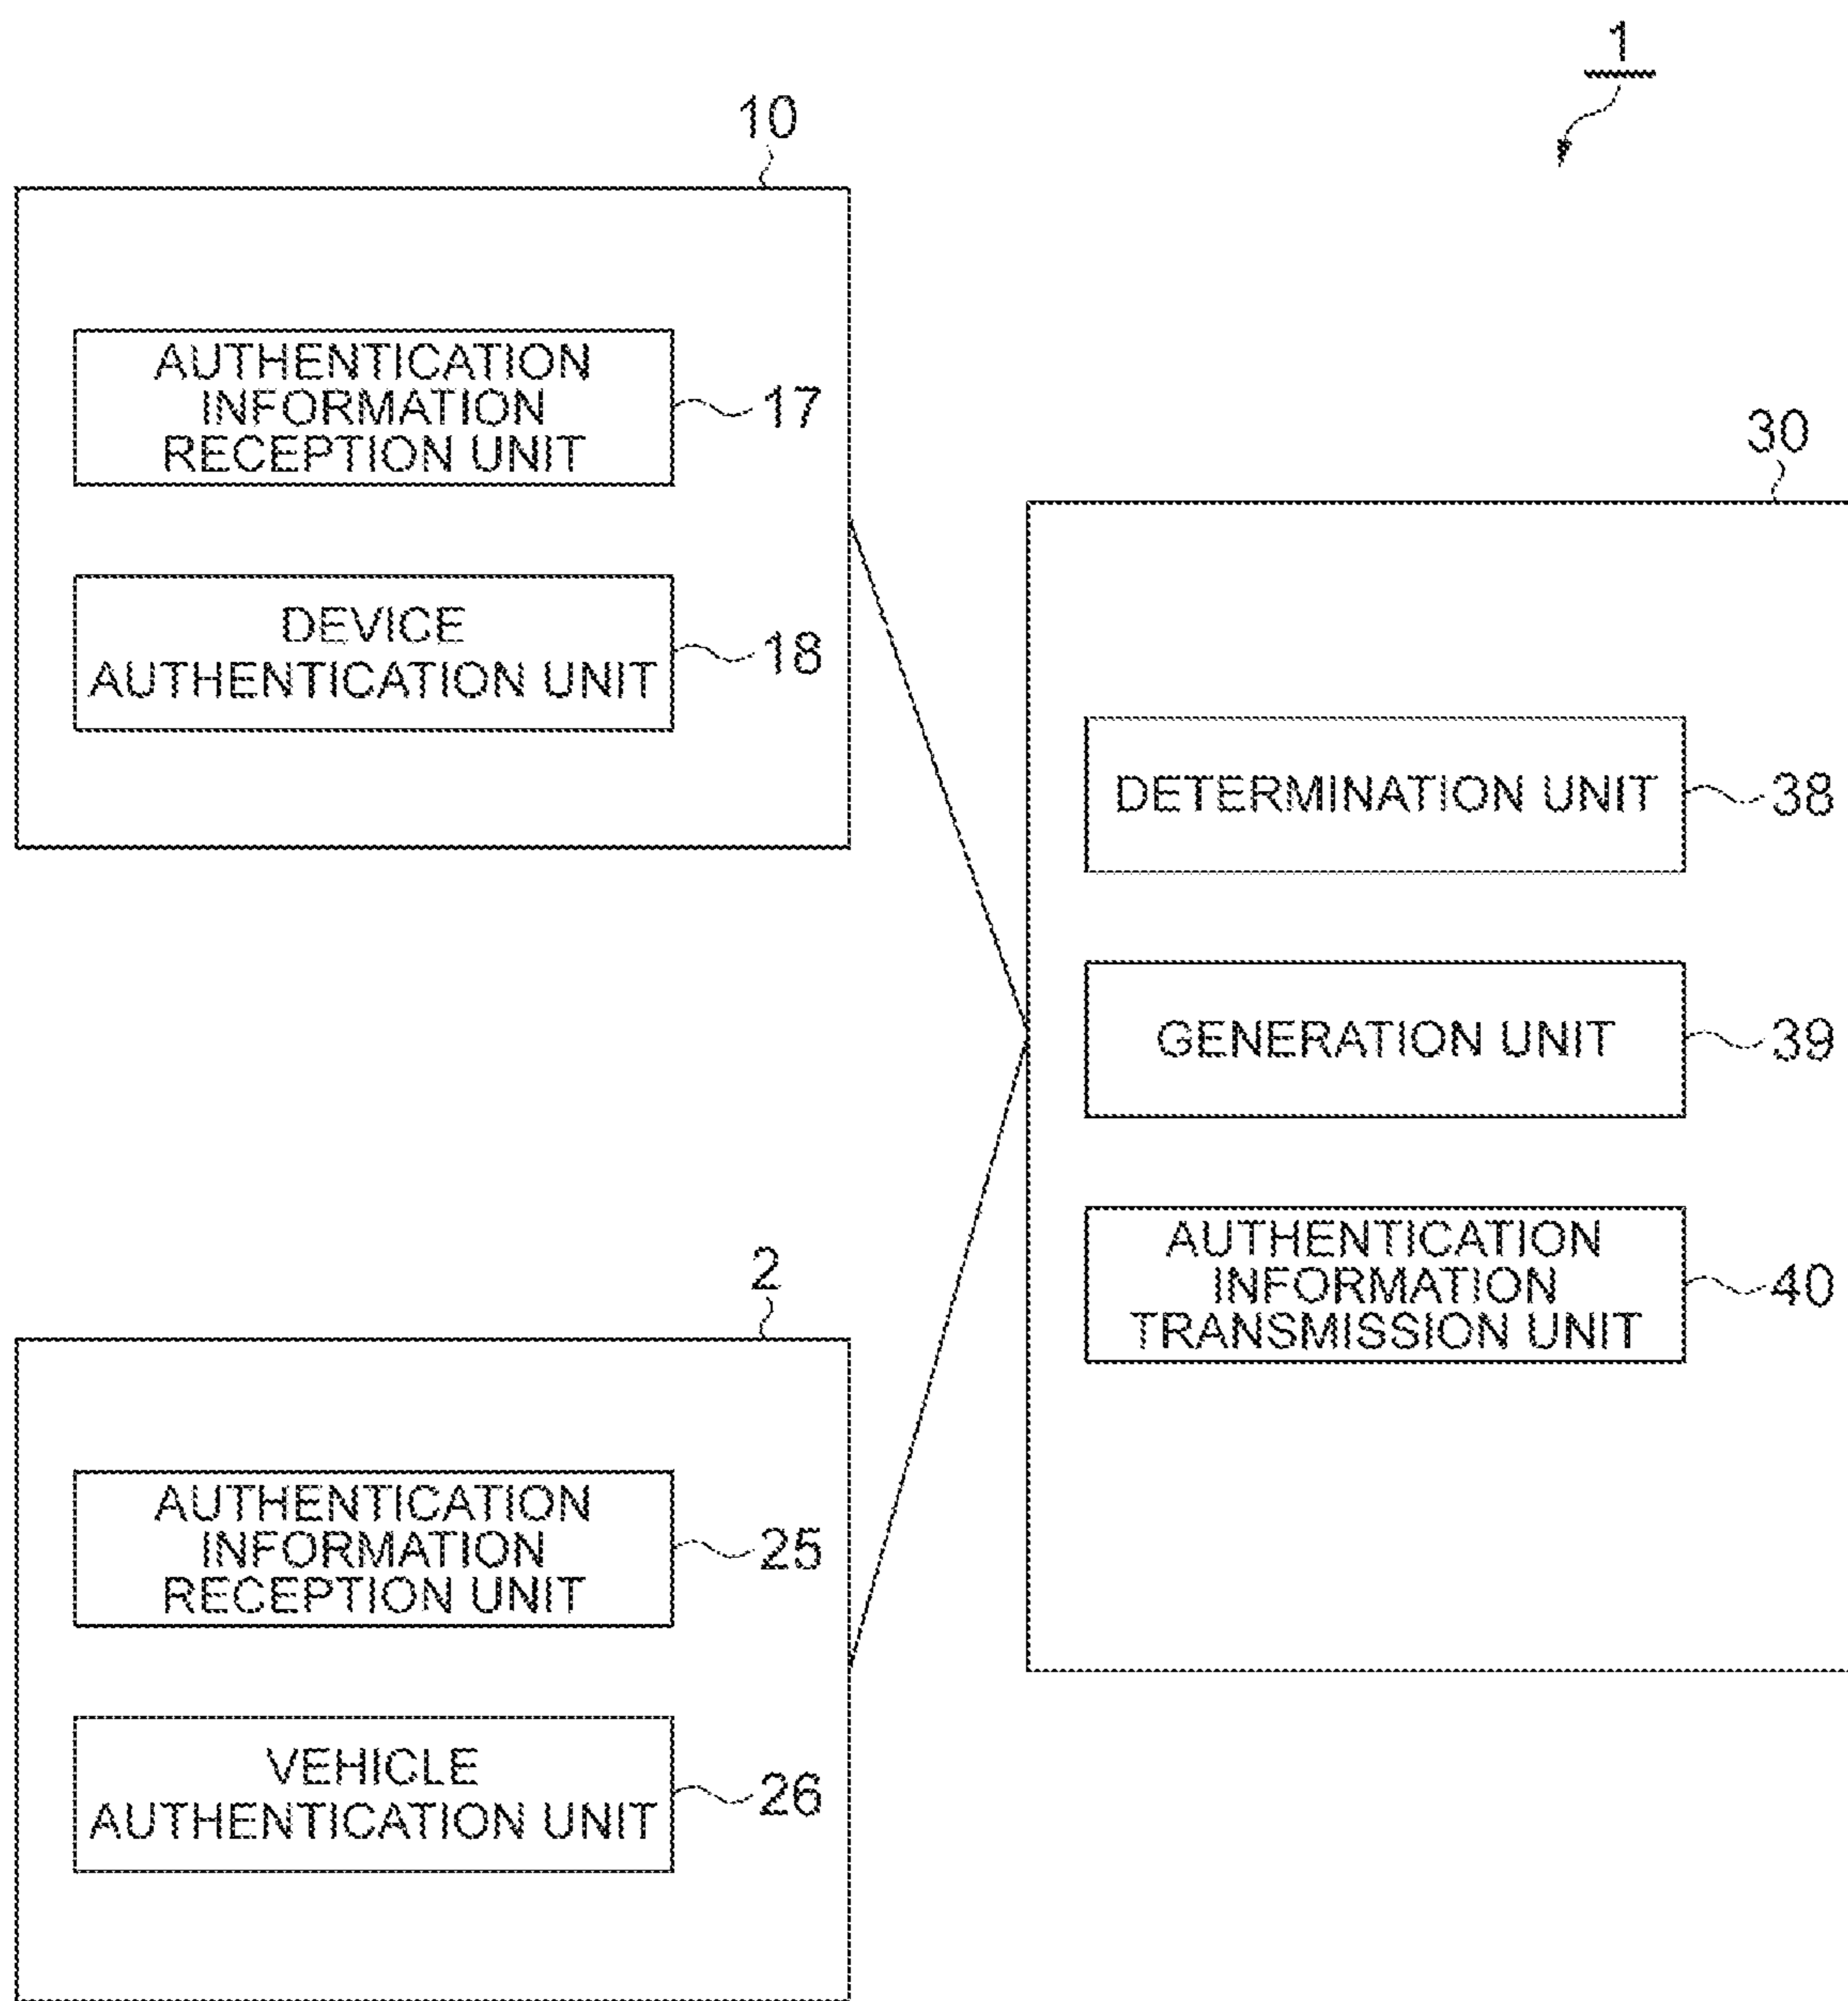 1
10
AUTHENTICATION
INFORMATION
RECEPTION UNIT
17
DEVICE
AUTHENTICATION UNIT
18
30
DETERMINATION UNIT
38
GENERATION UNIT
39
AUTHENTICATION
INFORMATION
TRANSMISSION UNIT
40
2
AUTHENTICATION
INFORMATION
RECEPTION UNIT
25
VEHICLE
AUTHENTICATION UNIT
26